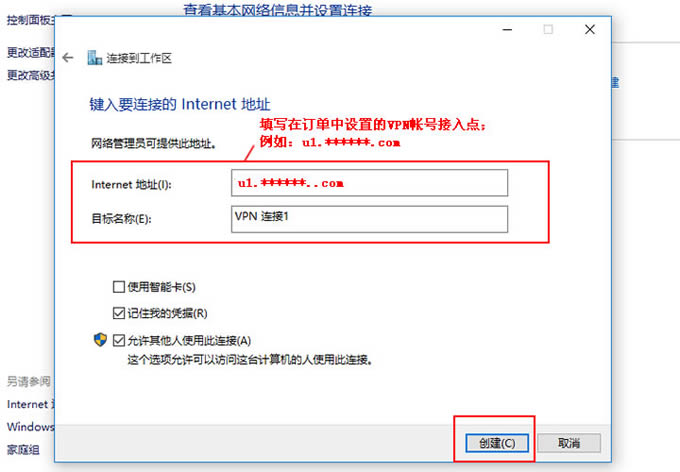 查看基本网络信息并设置连接
控制面板主页
更改适配器
更改高级共
连接到工作区
键入要连接的 Internet 地址
填写在订单中设置的VPN帐号接入点；
例如：u1.******.com
网络管理员可提供此地址。
Internet 地址(I):
u1.******..com
目标名称(E):
VPN 连接1
使用智能卡(S)
记住我的凭据(R)
允许其他人使用此连接(A)
这个选项允许可以访问这台计算机的人使用此连接。
另请参阅
Internet
Windows
家庭组
创建(C)
取消